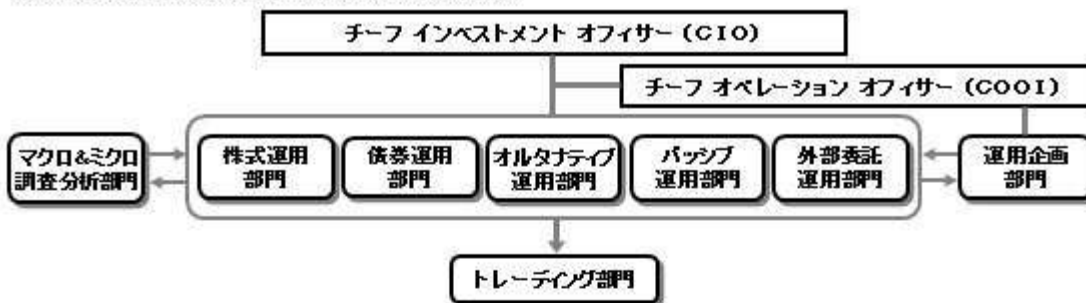 チーフ インベストメント オフィサー (CIO)
チーフ オペレーション オフィサー (COOI)
マクロ&ミクロ
調査分析部門
株式運用
部門
債券運用
部門
オルタナティブ
運用部門
パッシブ
運用部門
外部委託
運用部門
運用企画
部門
トレーディング部門